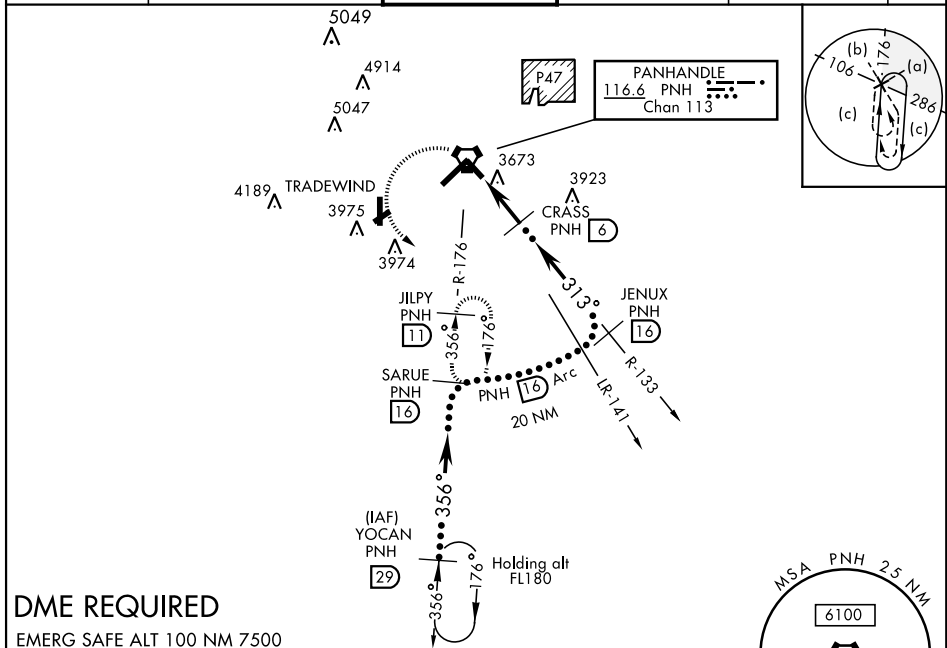 5049
4914
5047
P47
PANHANDLE
116.6 PNH
Chan 113
(b)
176
(a)
106
286
(c)
(c)
3673
4189
TRADEWIND
3975
3923
CRASS
PNH 6
3974
R-176
313°
JILPY
PNH
11
JENUX
PNH
16
356°
176°
SARUE
PNH
16
PNH 16 Arc
20 NM
R-133
LR-141
356°
(IAF)
YOCAN
PNH
29
Holding alt
FL180
356°
176°
MSA PNH 25 NM
6100
DME REQUIRED
EMERG SAFE ALT 100 NM 7500